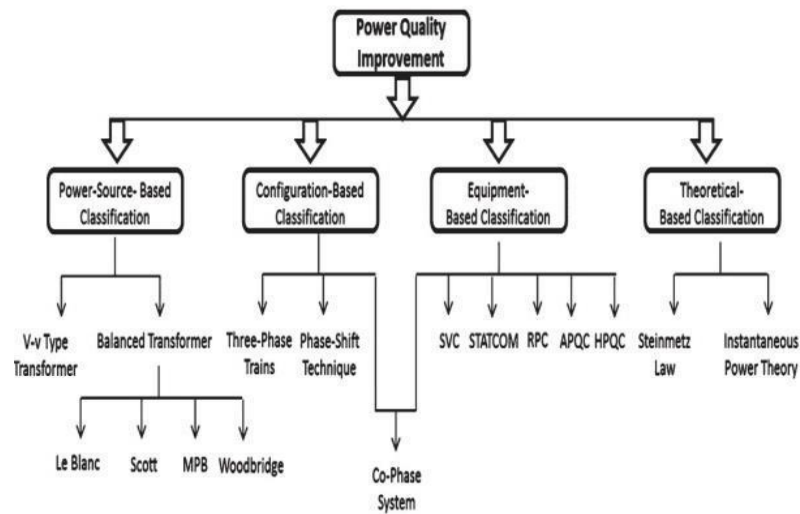 Power Quality
Improvement
Power-Source- Based
Classification
Configuration-Based
Classification
Equipment-
Based Classification
Theoretical-
Based Classification
V-v Type
Transformer
Balanced Transformer
Three-Phase
Trains
Phase-Shift
Technique
SVC
STATCOM
RPC
APQC
HPQC
Steinmetz
Law
Instantaneous
Power Theory
Le Blanc
Scott
MPB
Woodbridge
Co-Phase
System